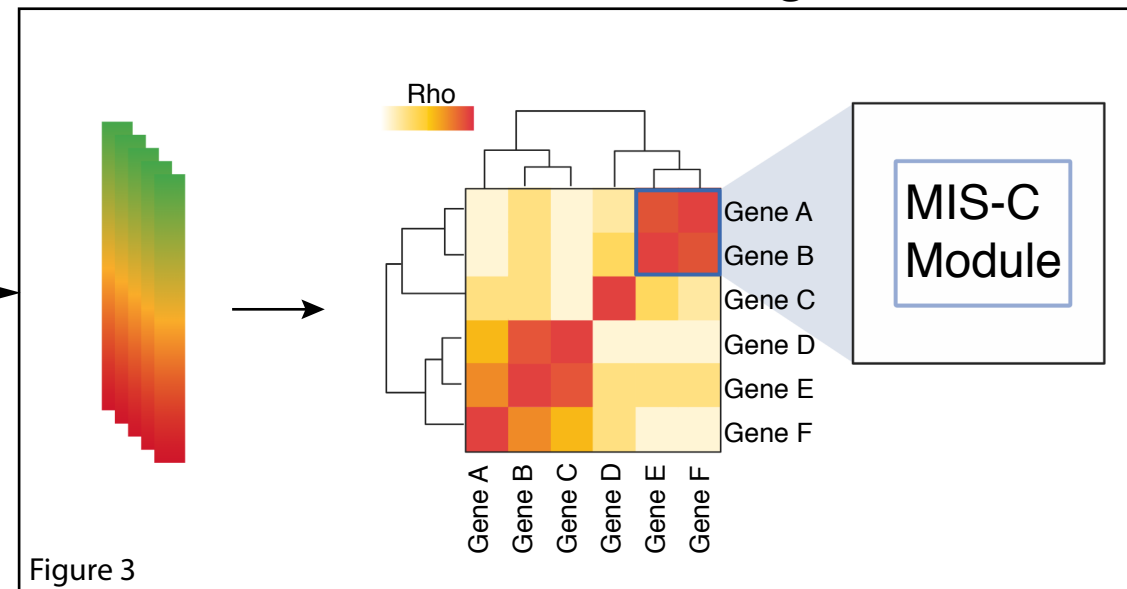 Rho
Gene A
Gene B
Gene C
Gene D
Gene E
Gene F
Gene A
Gene B
Gene C
Gene D
Gene E
Gene F
MIS-C
Module
Figure 3